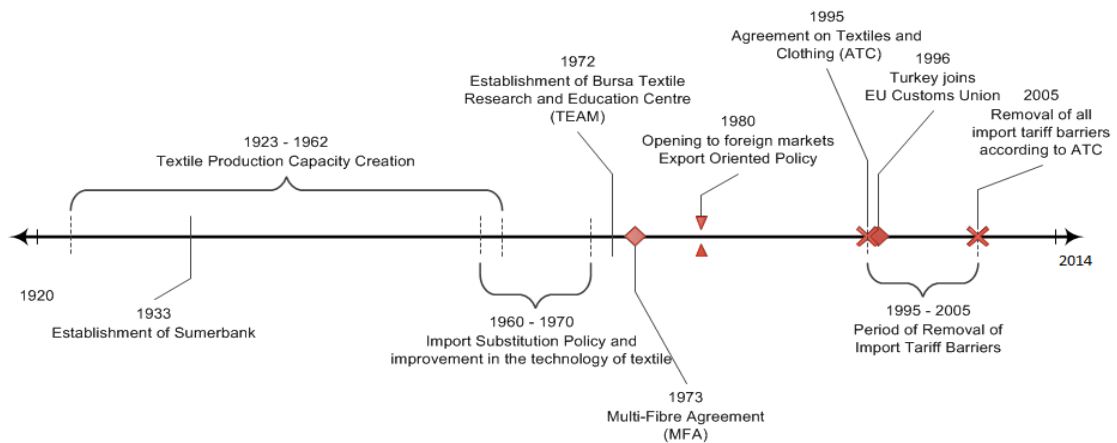 1923 - 1962
Textile Production Capacity Creation
1972
Establishment of Bursa Textile
Research and Education Centre
(TEAM)
1980
Opening to foreign markets
Export Oriented Policy
1995
Agreement on Textiles and
Clothing (ATC)
1996
Turkey joins
EU Customs Union
2005
Removal of all
import tariff barriers
according to ATC
1920
2014
1933
Establishment of Sumerbank
1960 - 1970
Import Substitution Policy and
improvement in the technology of textile
1973
Multi-Fibre Agreement
(MFA)
1995 - 2005
Period of Removal of
Import Tariff Barriers